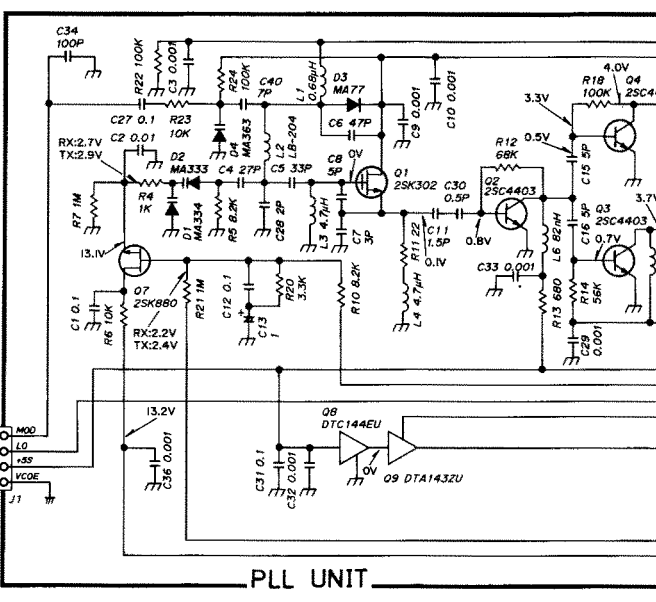 C34
100P
R22 100K
C3 0.001
R24
100K
C40
7P
L1
0.68μH
D3
MA77
C6 47P
C9 0.001
C10 0.001
4.0V
R18
100K
Q4
2SC44
3.3V
0.5V
C15 5P
C27 0.1
R23
10K
D4
MA363
L2
LB-204
C2 0.01
RX:2.7V
TX:2.9V
D2
MA333
C4 27P
C5 33P
C8
5P
0V
Q1
2SK302
R12
68K
Q2
2SC4403
C30
0.5P
R7 1M
R4
1K
D1
MA334
R5 8.2K
C28 2P
L3 4.7μH
C7
3P
R11 22
C11
1.5P
0.1V
0.8V
L6 82nH
C16 5P
Q3
2SC4403
3.7V
0.7V
13.1V
Q7
2SK880
C1 0.1
R6 10K
RX:2.2V
TX:2.4V
R21 1M
C12 0.1
+
C13
1
R20
3.3K
R10 8.2K
L4 4.7μH
C33 0.001
R13 680
R14
56K
C29
0.001
13.2V
C36 0.001
C31 0.1
C32 0.001
Q8
DTC144EU
0V
Q9 DTA143ZU
MOD
LO
+5S
VCOE
J1
PLL UNIT